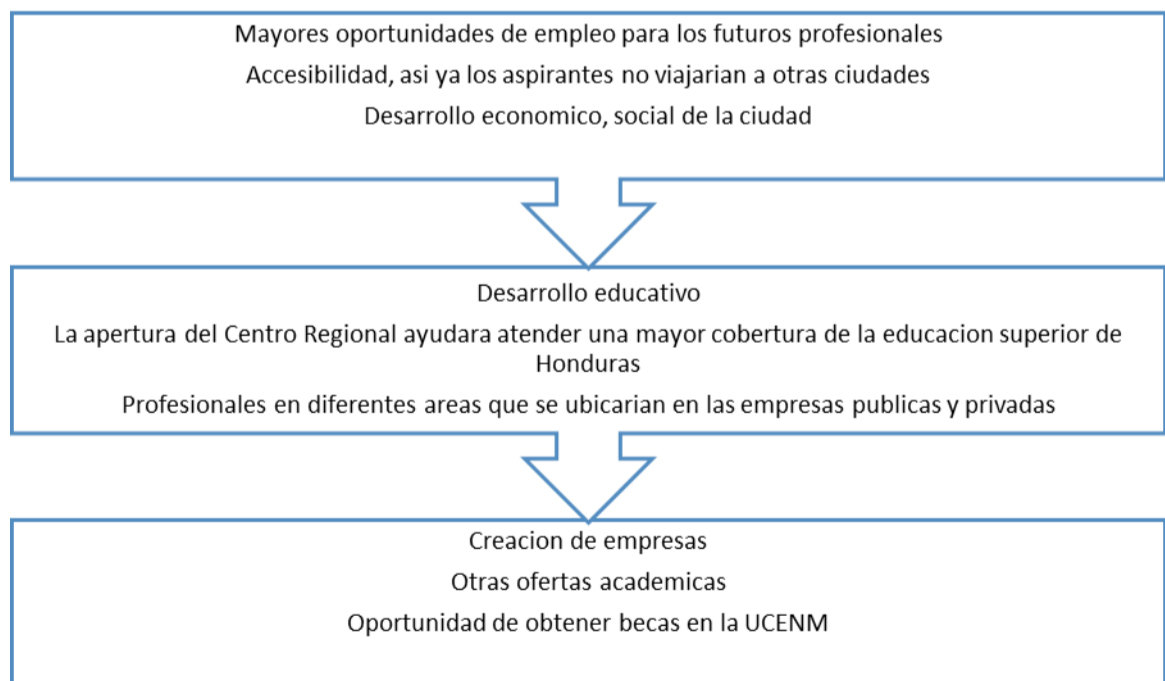 Mayores oportunidades de empleo para los futuros profesionales
Accesibilidad, asi ya los aspirantes no viajarian a otras ciudades
Desarrollo economico, social de la ciudad
Desarrollo educativo
La apertura del Centro Regional ayudara atender una mayor cobertura de la educacion superior de
Honduras
Profesionales en diferentes areas que se ubicarian en las empresas publicas y privadas
Creacion de empresas
Otras ofertas academicas
Oportunidad de obtener becas en la UCENM